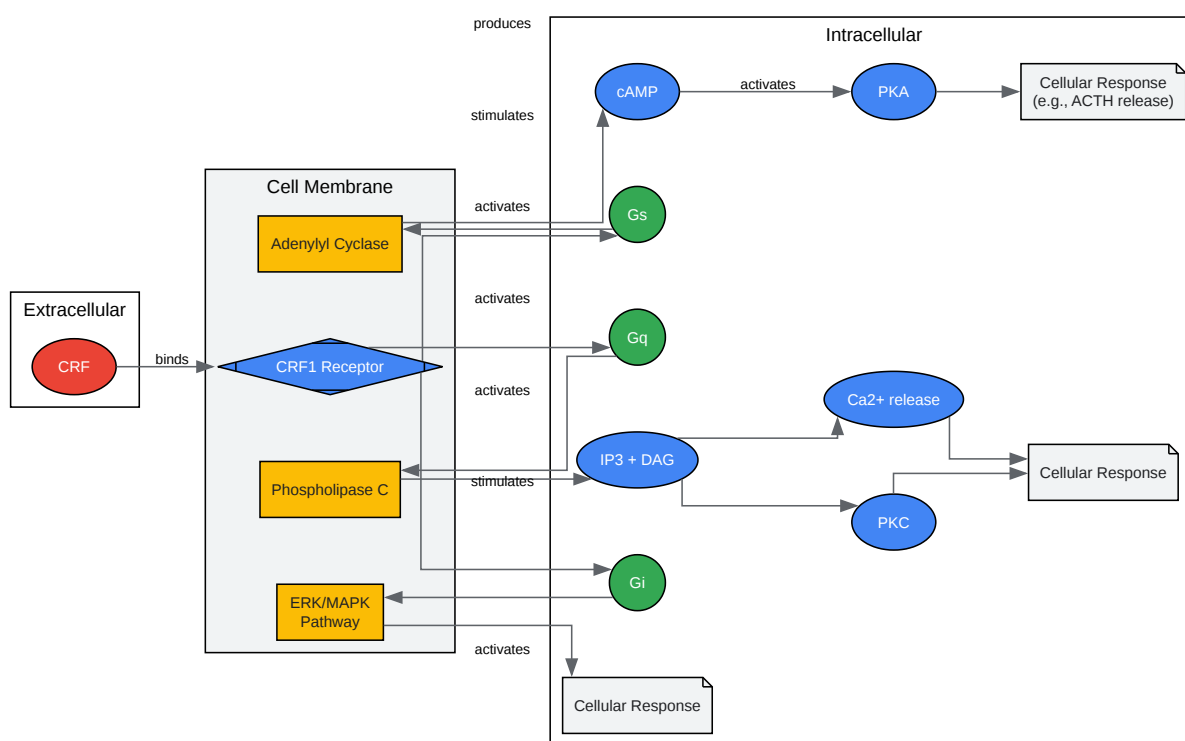 produces
Intracellular
cAMP
activates
PKA
Cellular Response
(e.g., ACTH release)
stimulates
Cell Membrane
activates
Gs
Adenylyl Cyclase
Extracellular
activates
Gq
CRF
binds
CRF1 Receptor
activates
Ca2+ release
IP3 + DAG
Cellular Response
Phospholipase C
stimulates
PKC
Gi
ERK/MAPK
Pathway
activates
Cellular Response